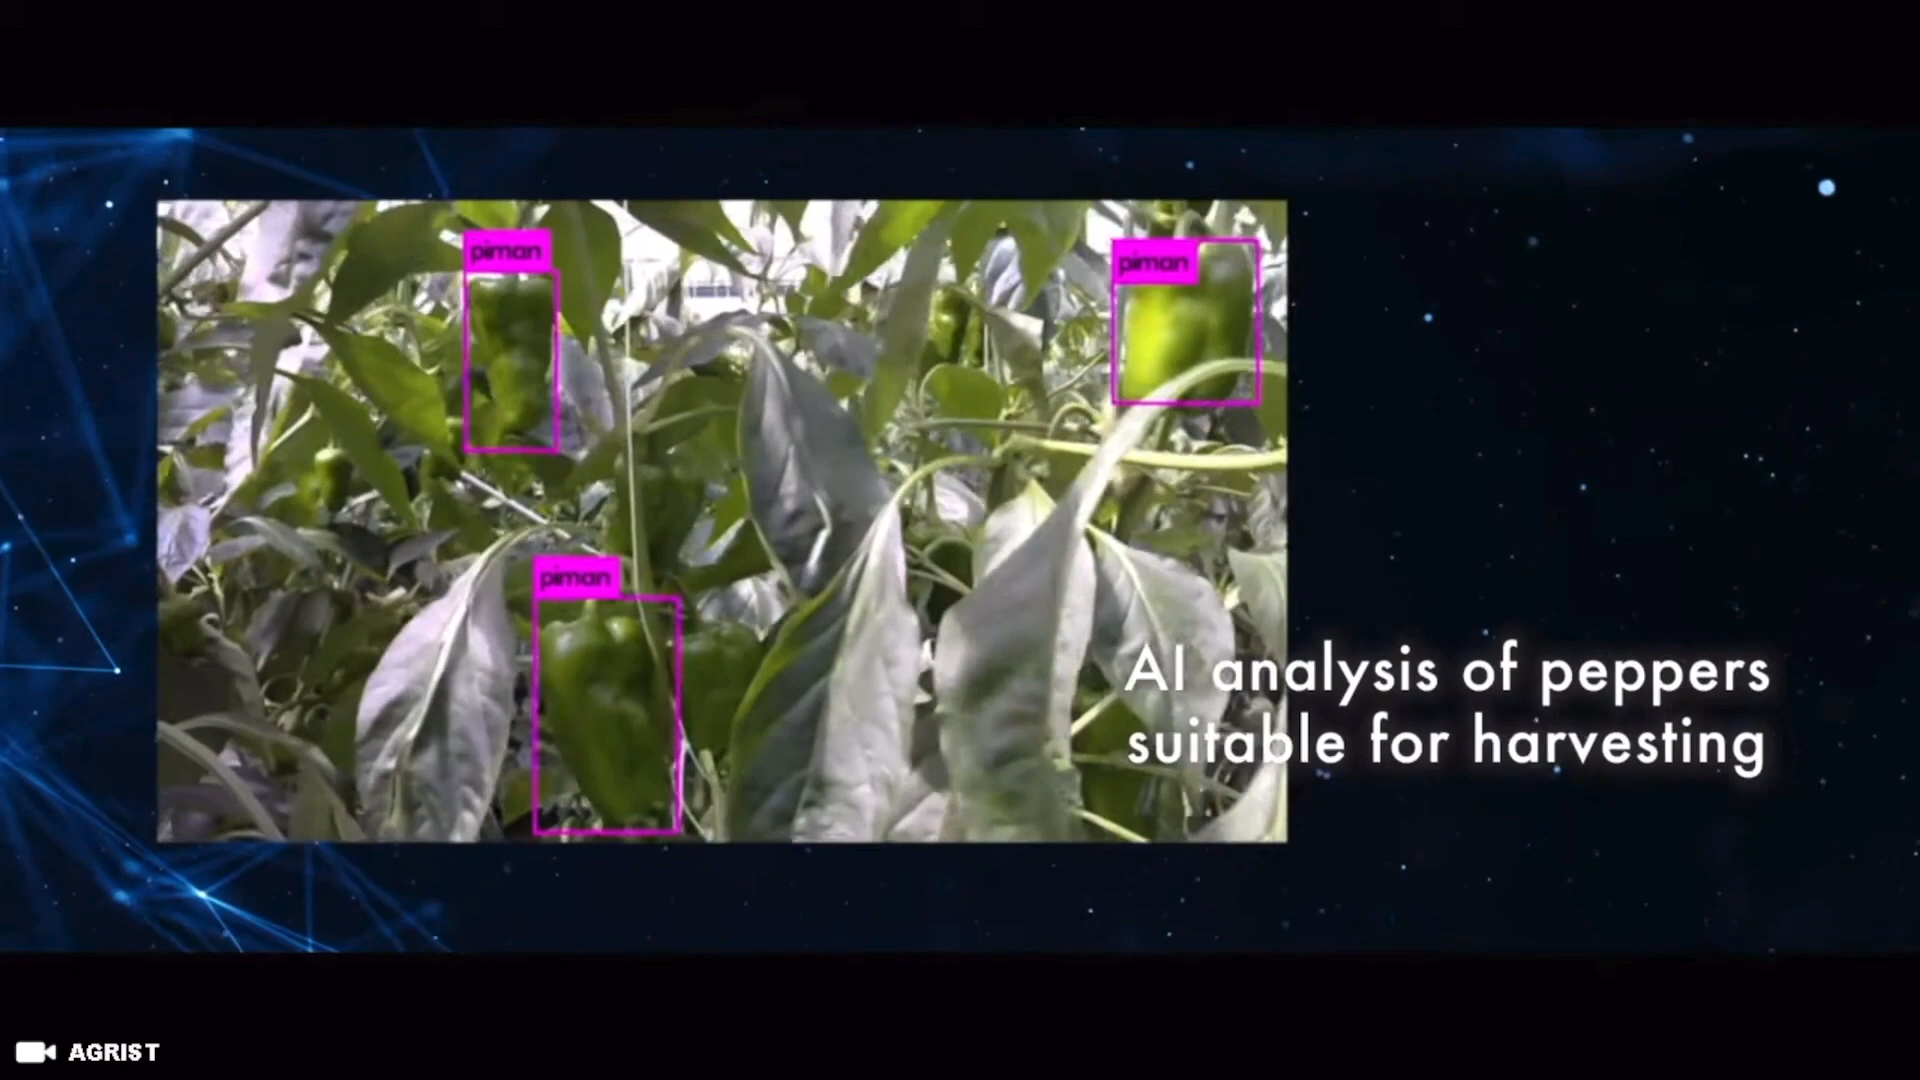 piman
piman
piman
AI analysis of peppers
suitable for harvesting
AGRIST